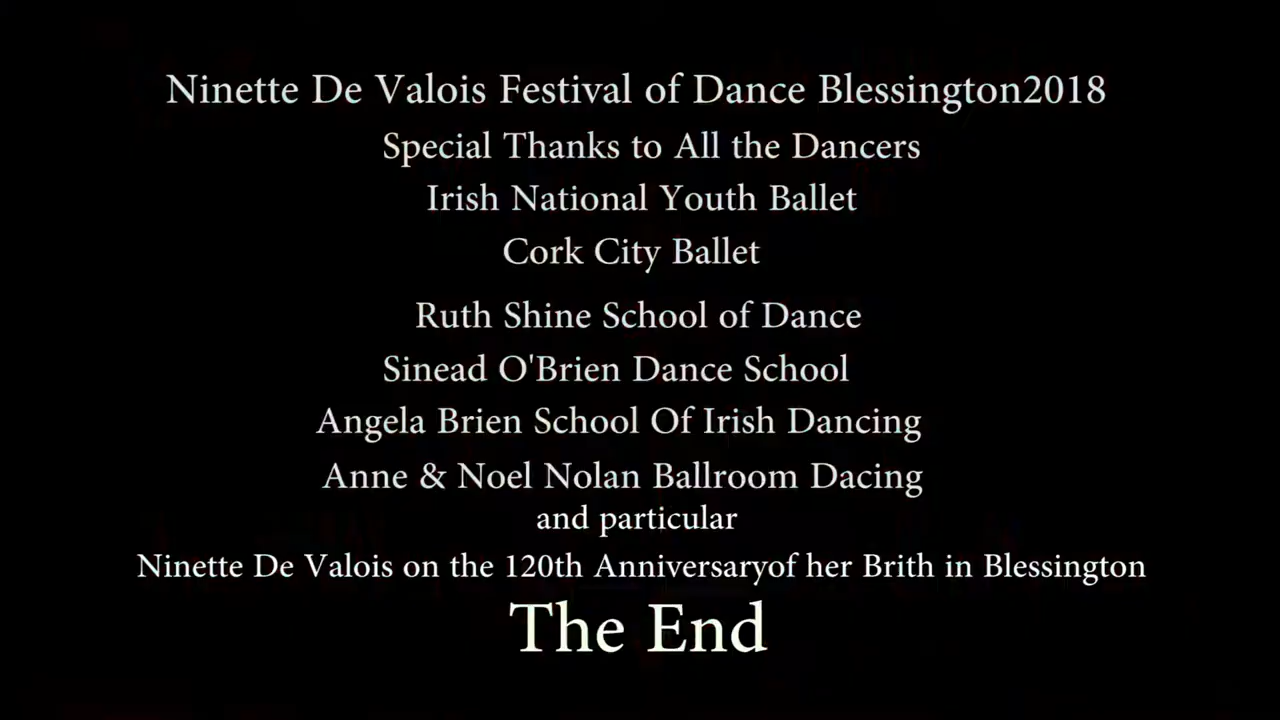 Ninette De Valois Festival of Dance Blessington2018
Special Thanks to All the Dancers
Irish National Youth Ballet
Cork City Ballet
Ruth Shine School of Dance
Sinead O'Brien Dance School
Angela Brien School Of Irish Dancing
Anne & Noel Nolan Ballroom Dacing
and particular
Ninette De Valois on the 120th Anniversaryof her Brith in Blessington
The End